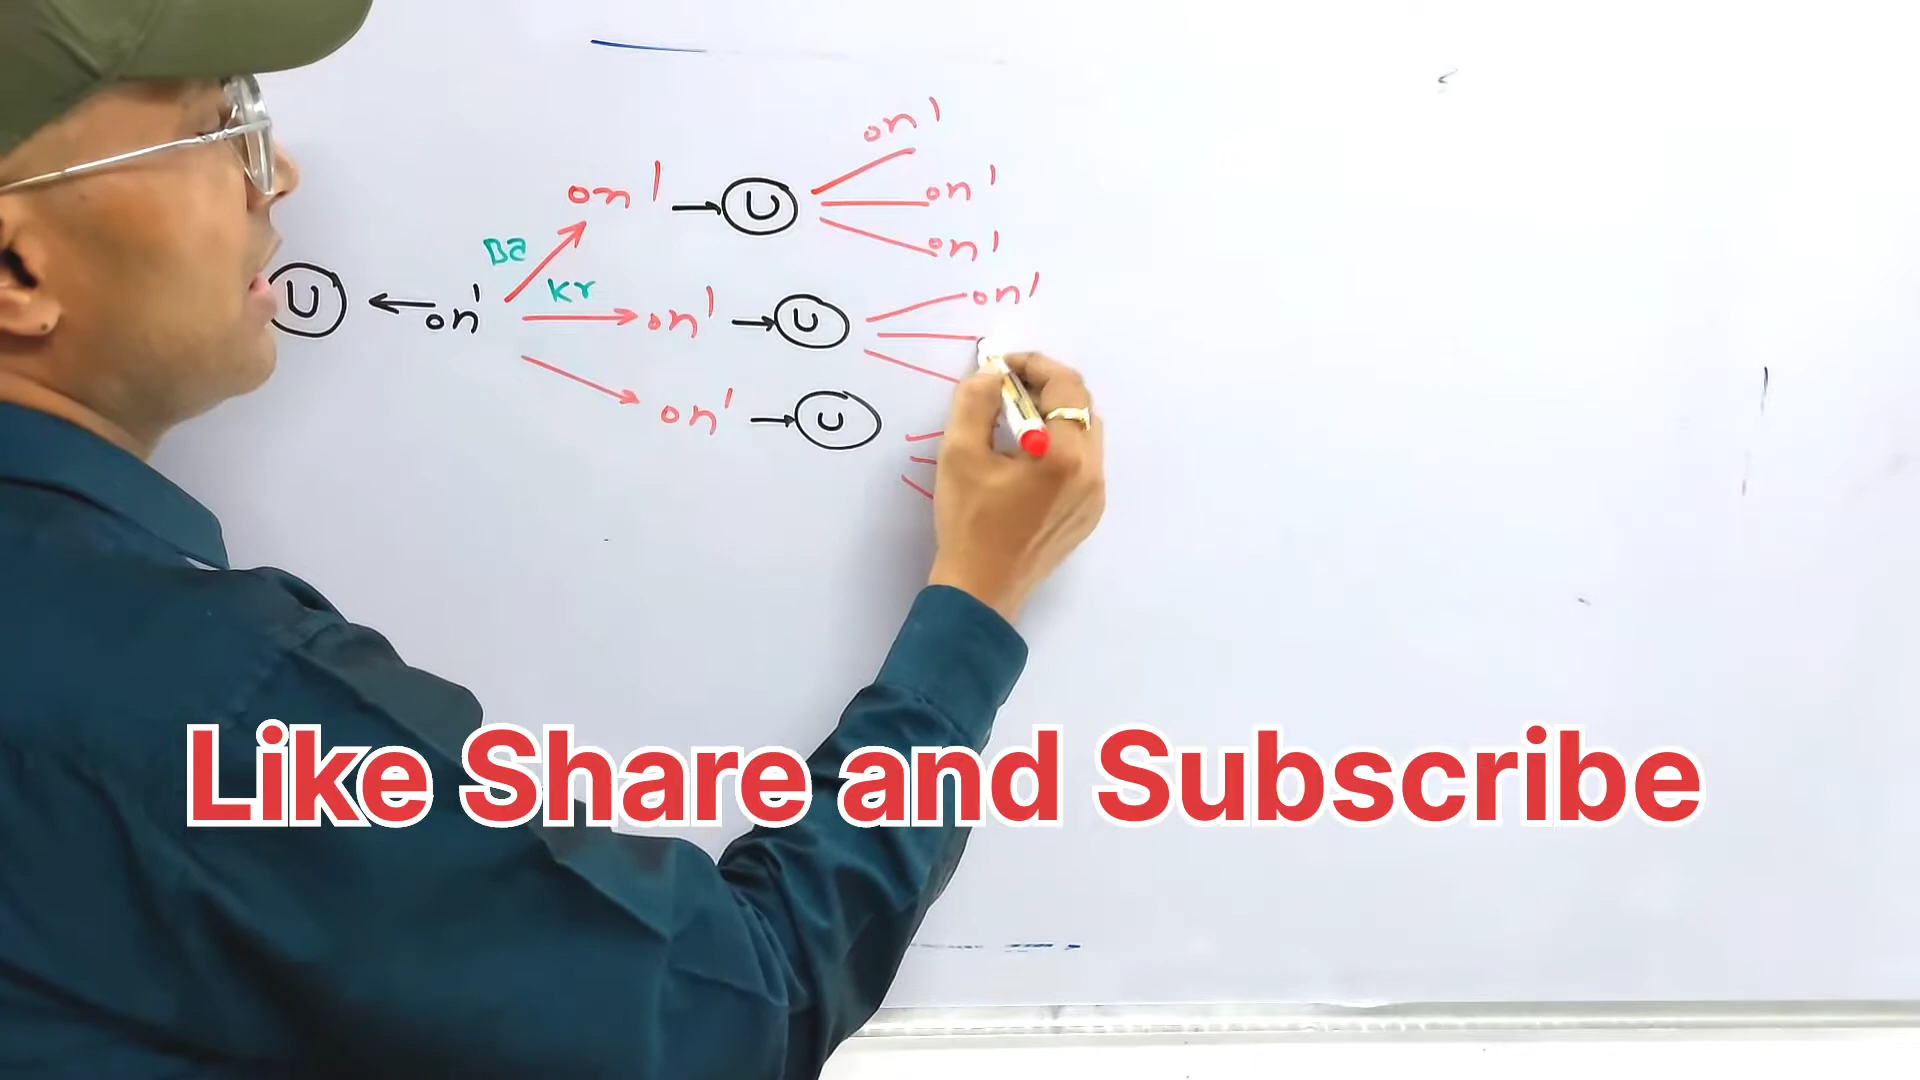 on1
on1 → U on1
on1
Ba
Kr on1
U ← on1 on1 → U
on1 → U
Like Share and Subscribe